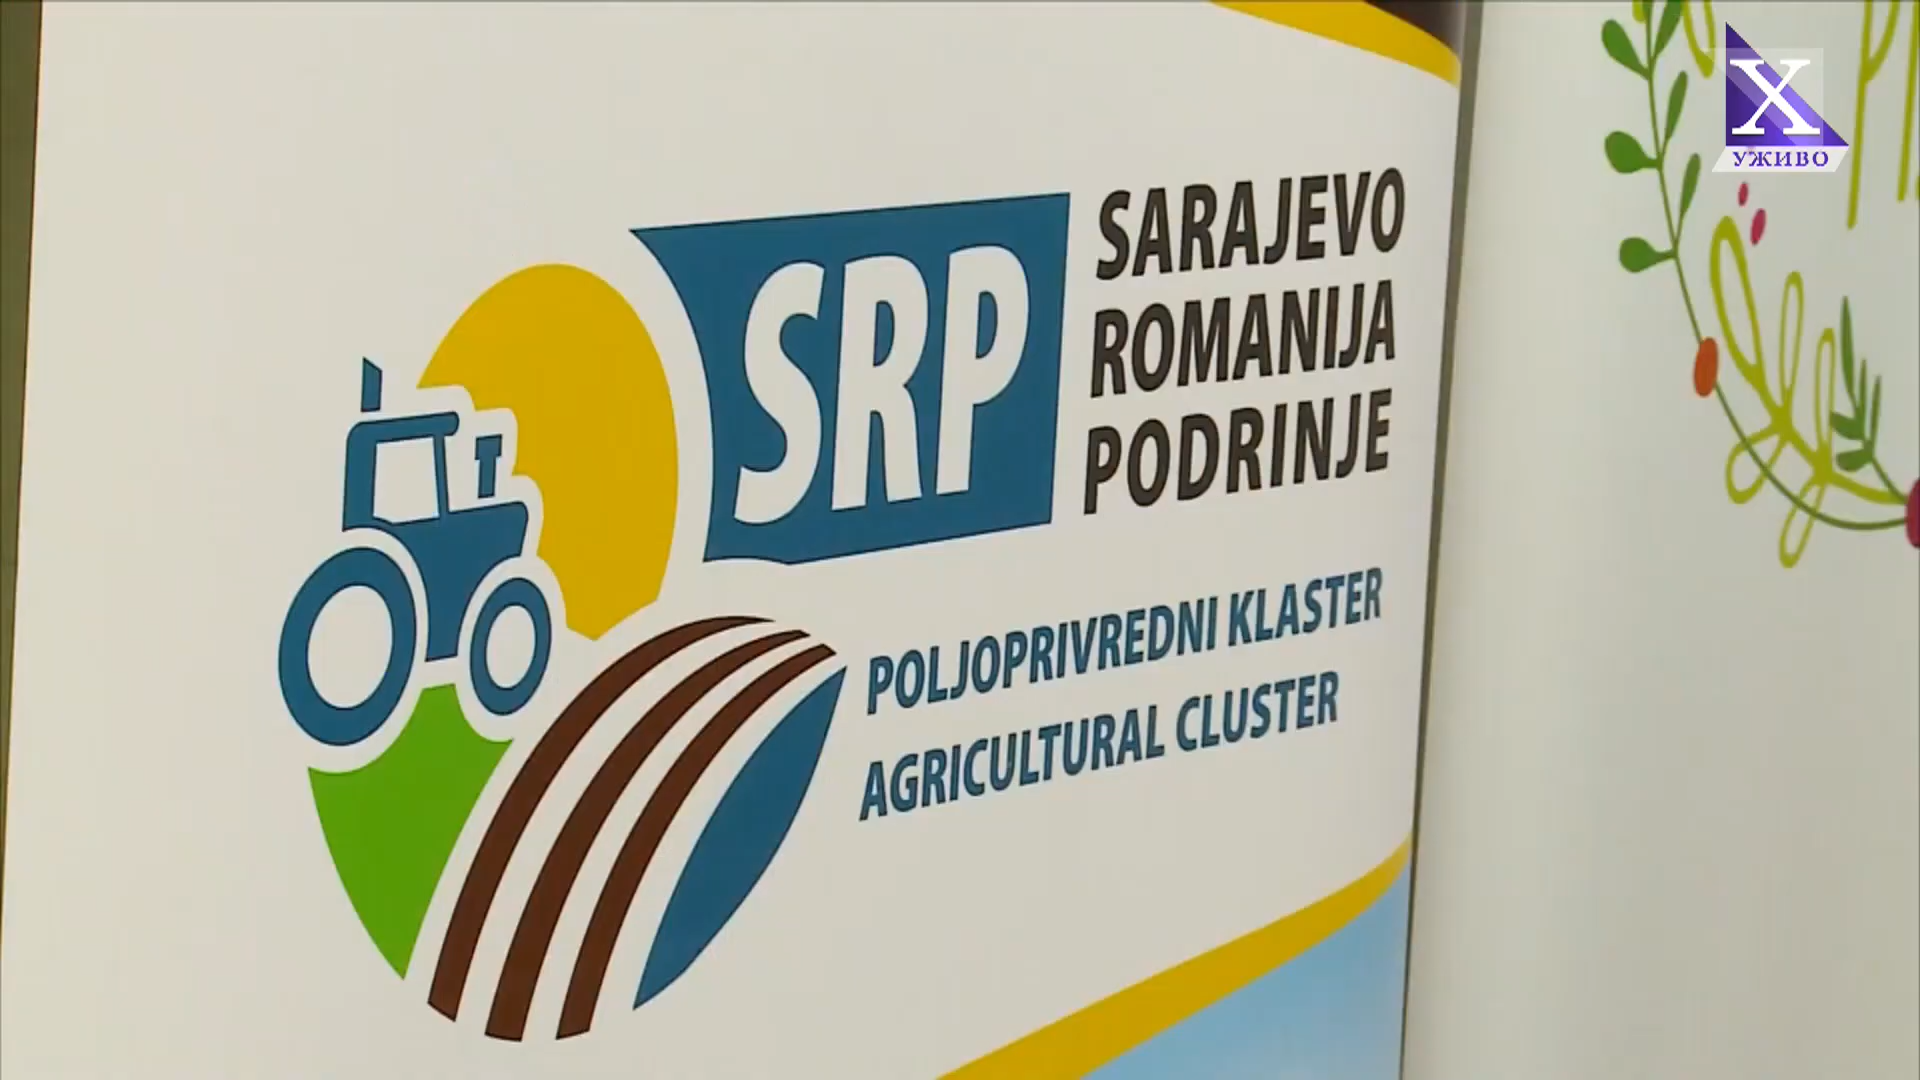 SRP
SARAJEVO
ROMANIJA
PODRINJE
POLJOPRIVREDNI KLASTER
AGRICULTURAL CLUSTER
X
УЖИВО